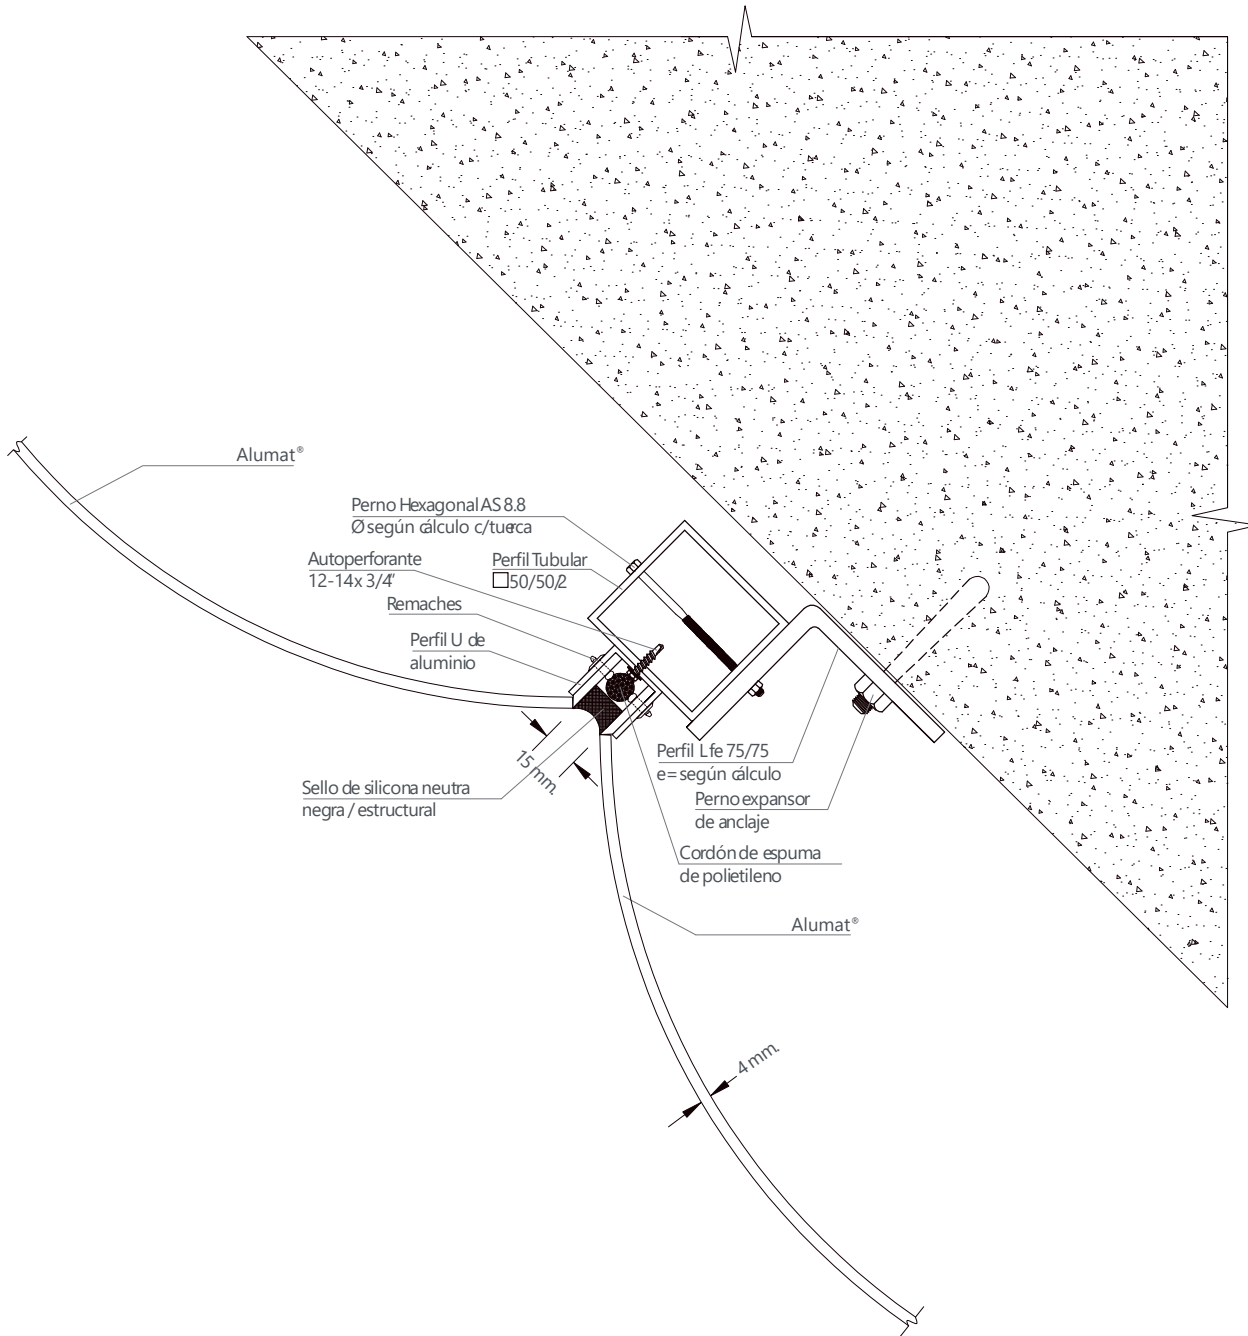 Alumat®
Perno Hexagonal AS 8.8
Ø según cálculo c/tuerca
Autoperforante
12-14x 3/4"
Perfil Tubular
□50/50/2
Remaches
Perfil U de
aluminio
15 mm.
Sello de silicona neutra
negra / estructural
Perfil L fe 75/75
e= según cálculo
Perno expansor
de anclaje
Cordón de espuma
de polietileno
Alumat®
4 mm.